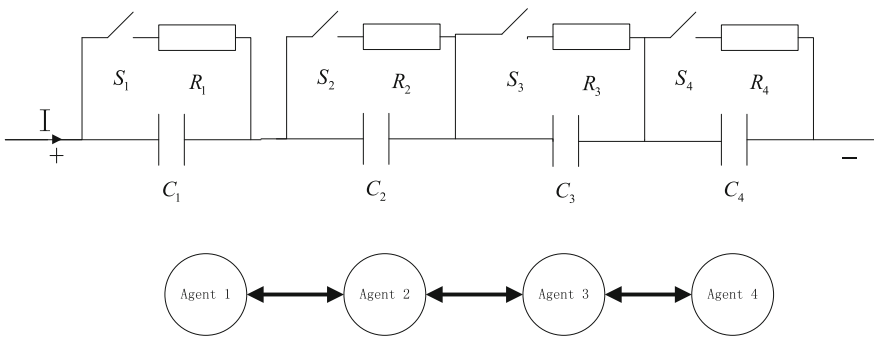 S1 R1 S2 R2 S3 R3 S4 R4
I
+ −
C1 C2 C3 C4
Agent 1 Agent 2 Agent 3 Agent 4